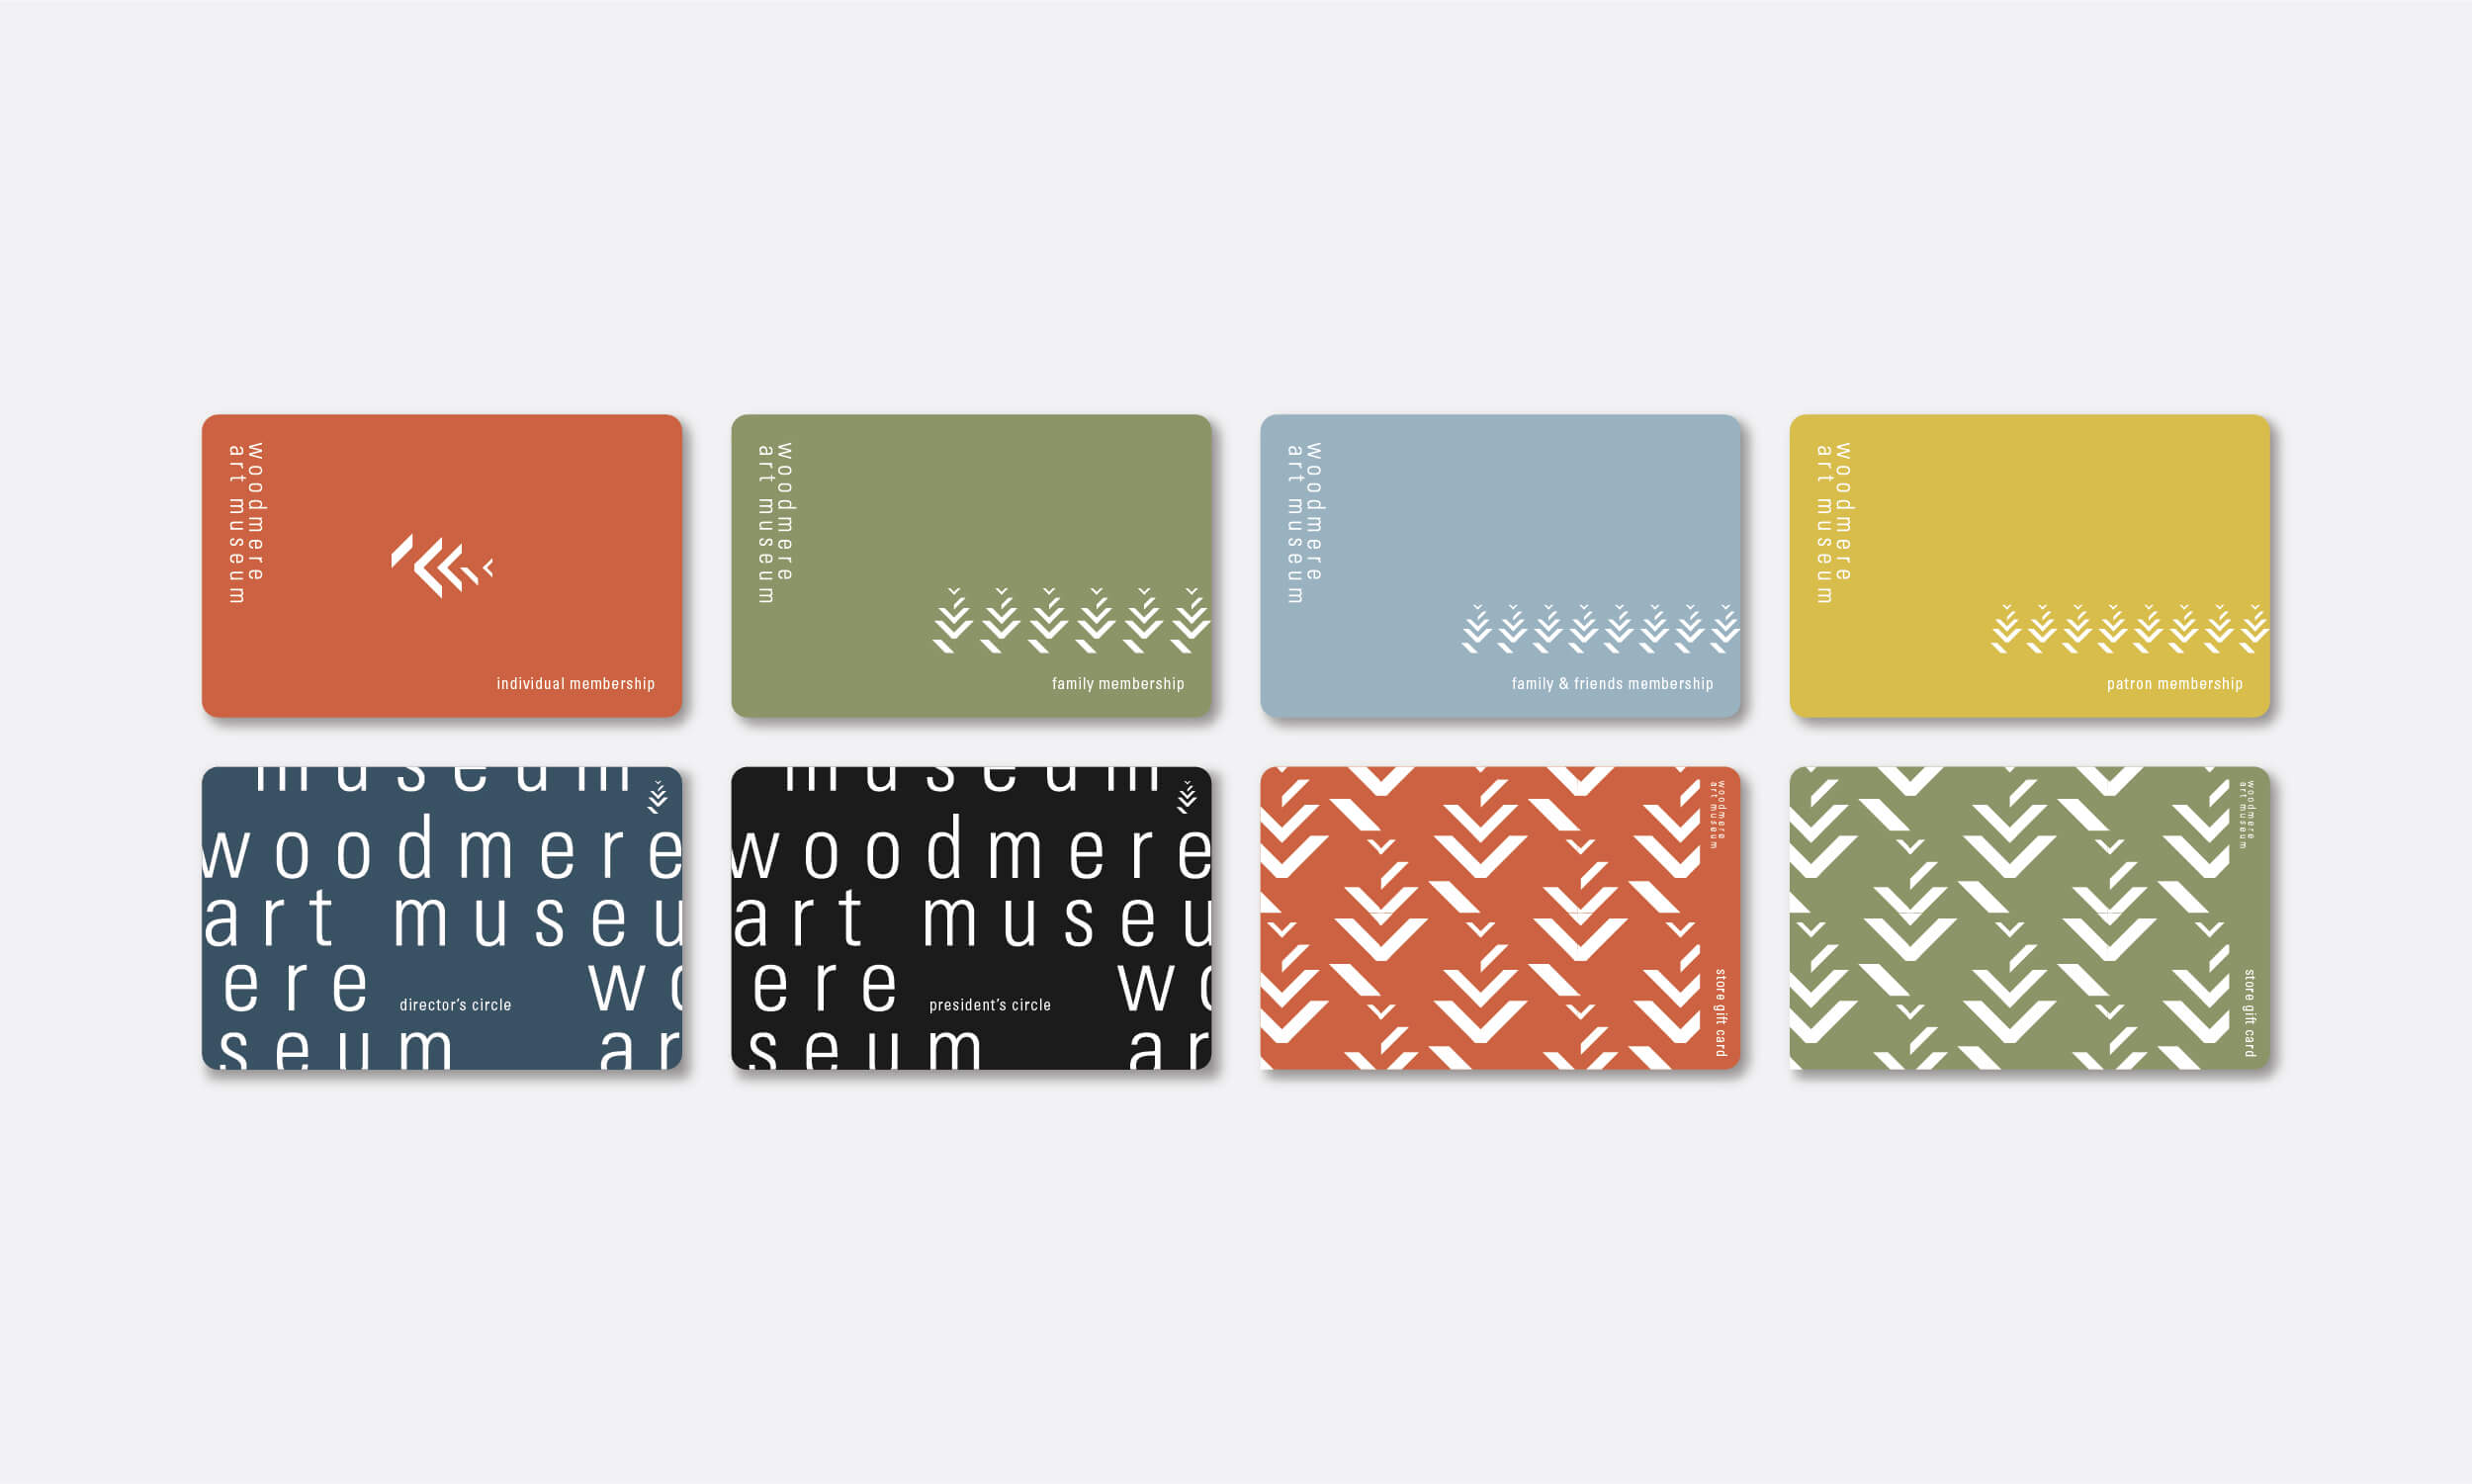 woodmere
art museum
individual membership
woodmere
art museum
family membership
woodmere
art museum
family & friends membership
woodmere
art museum
patron membership
museum
woodmere
art museu
ere wo
director's circle
seum ar
museum
woodmere
art museu
ere wo
president's circle
seum ar
woodmere
art museum
store gift card
woodmere
art museum
store gift card